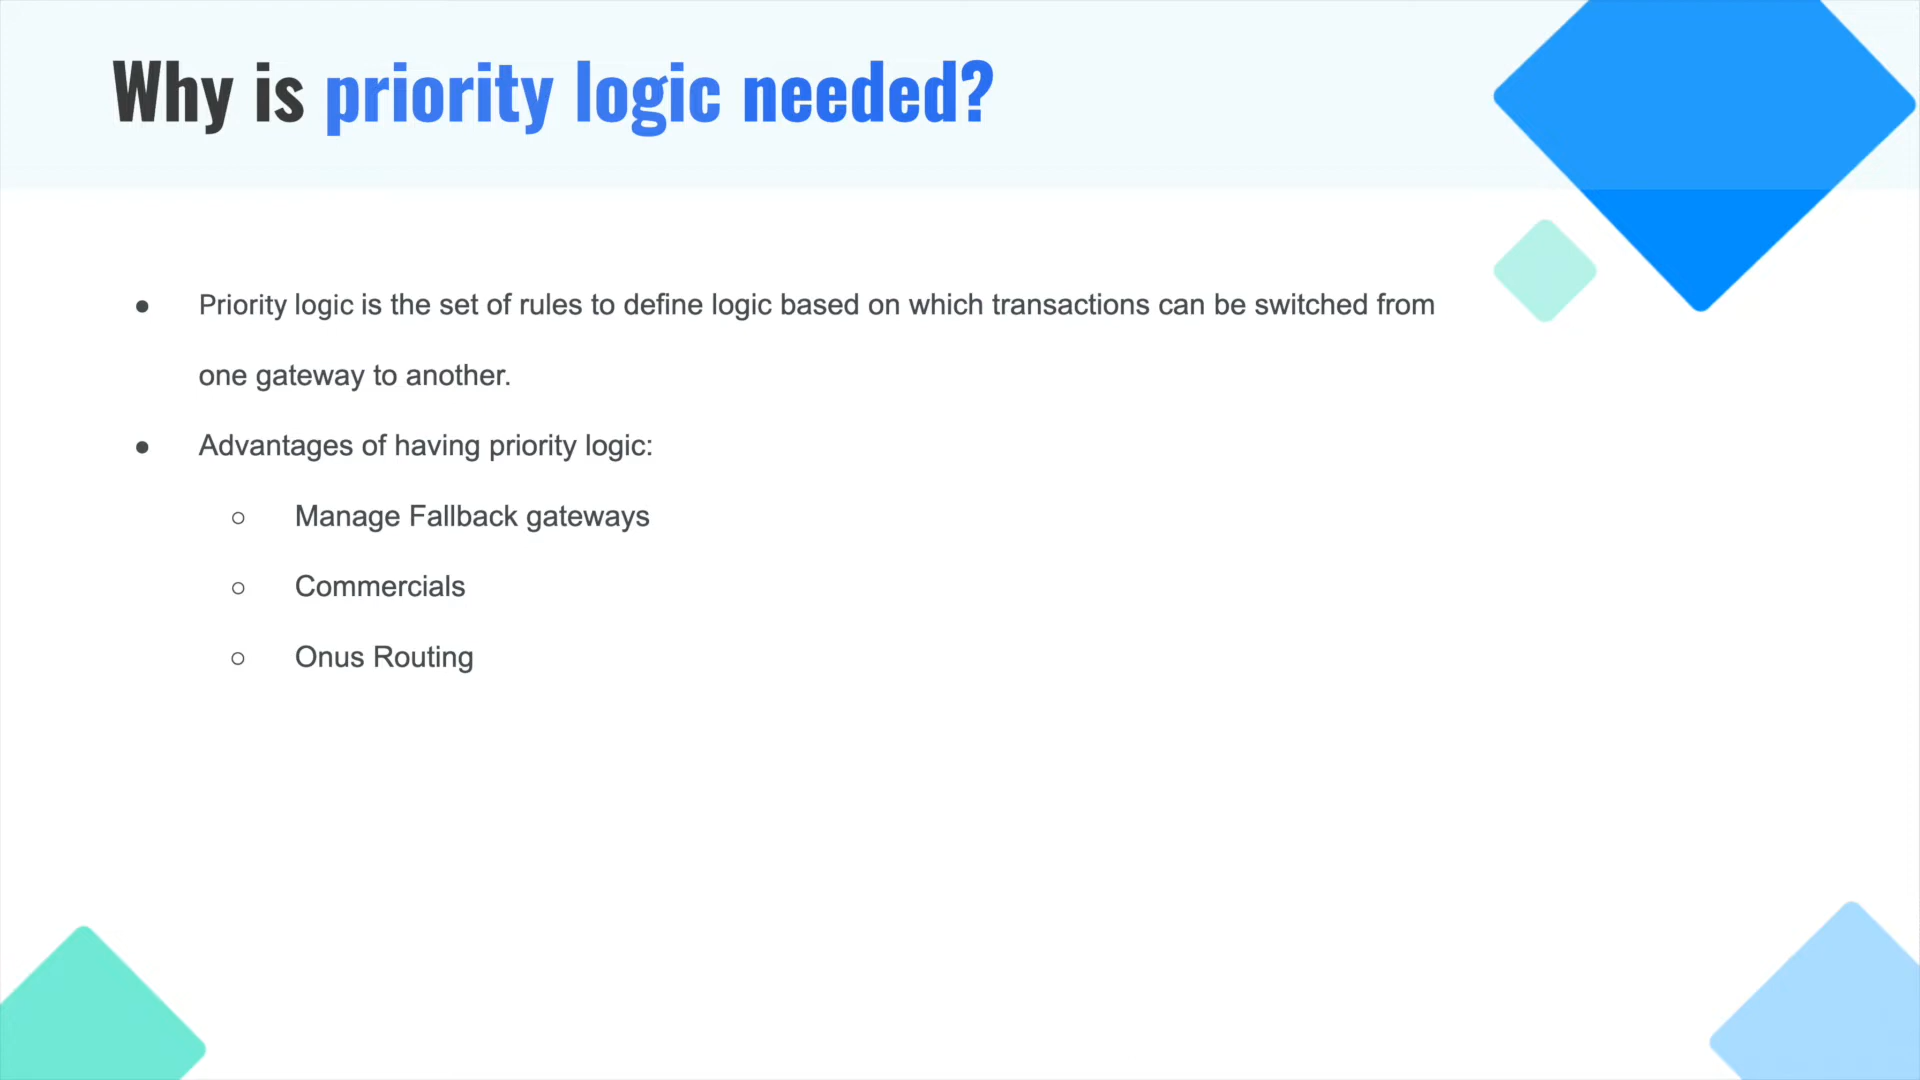 Why is priority logic needed?
● Priority logic is the set of rules to define logic based on which transactions can be switched from
one gateway to another.
● Advantages of having priority logic:
○ Manage Fallback gateways
○ Commercials
○ Onus Routing